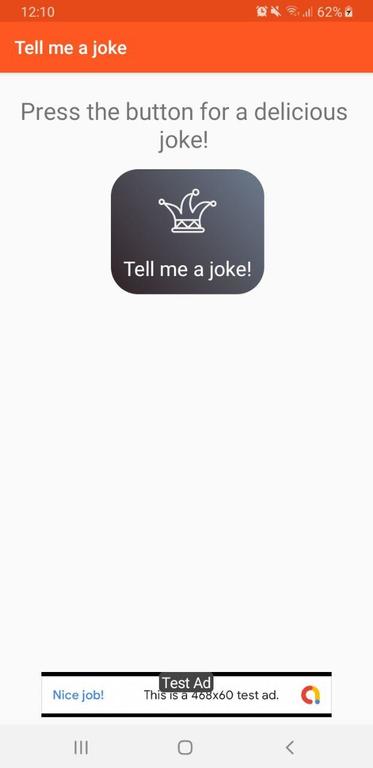 12:10
62%
Tell me a joke
Press the button for a delicious
joke!
Tell me a joke!
Test Ad
Nice job!
This is a 468x60 test ad.